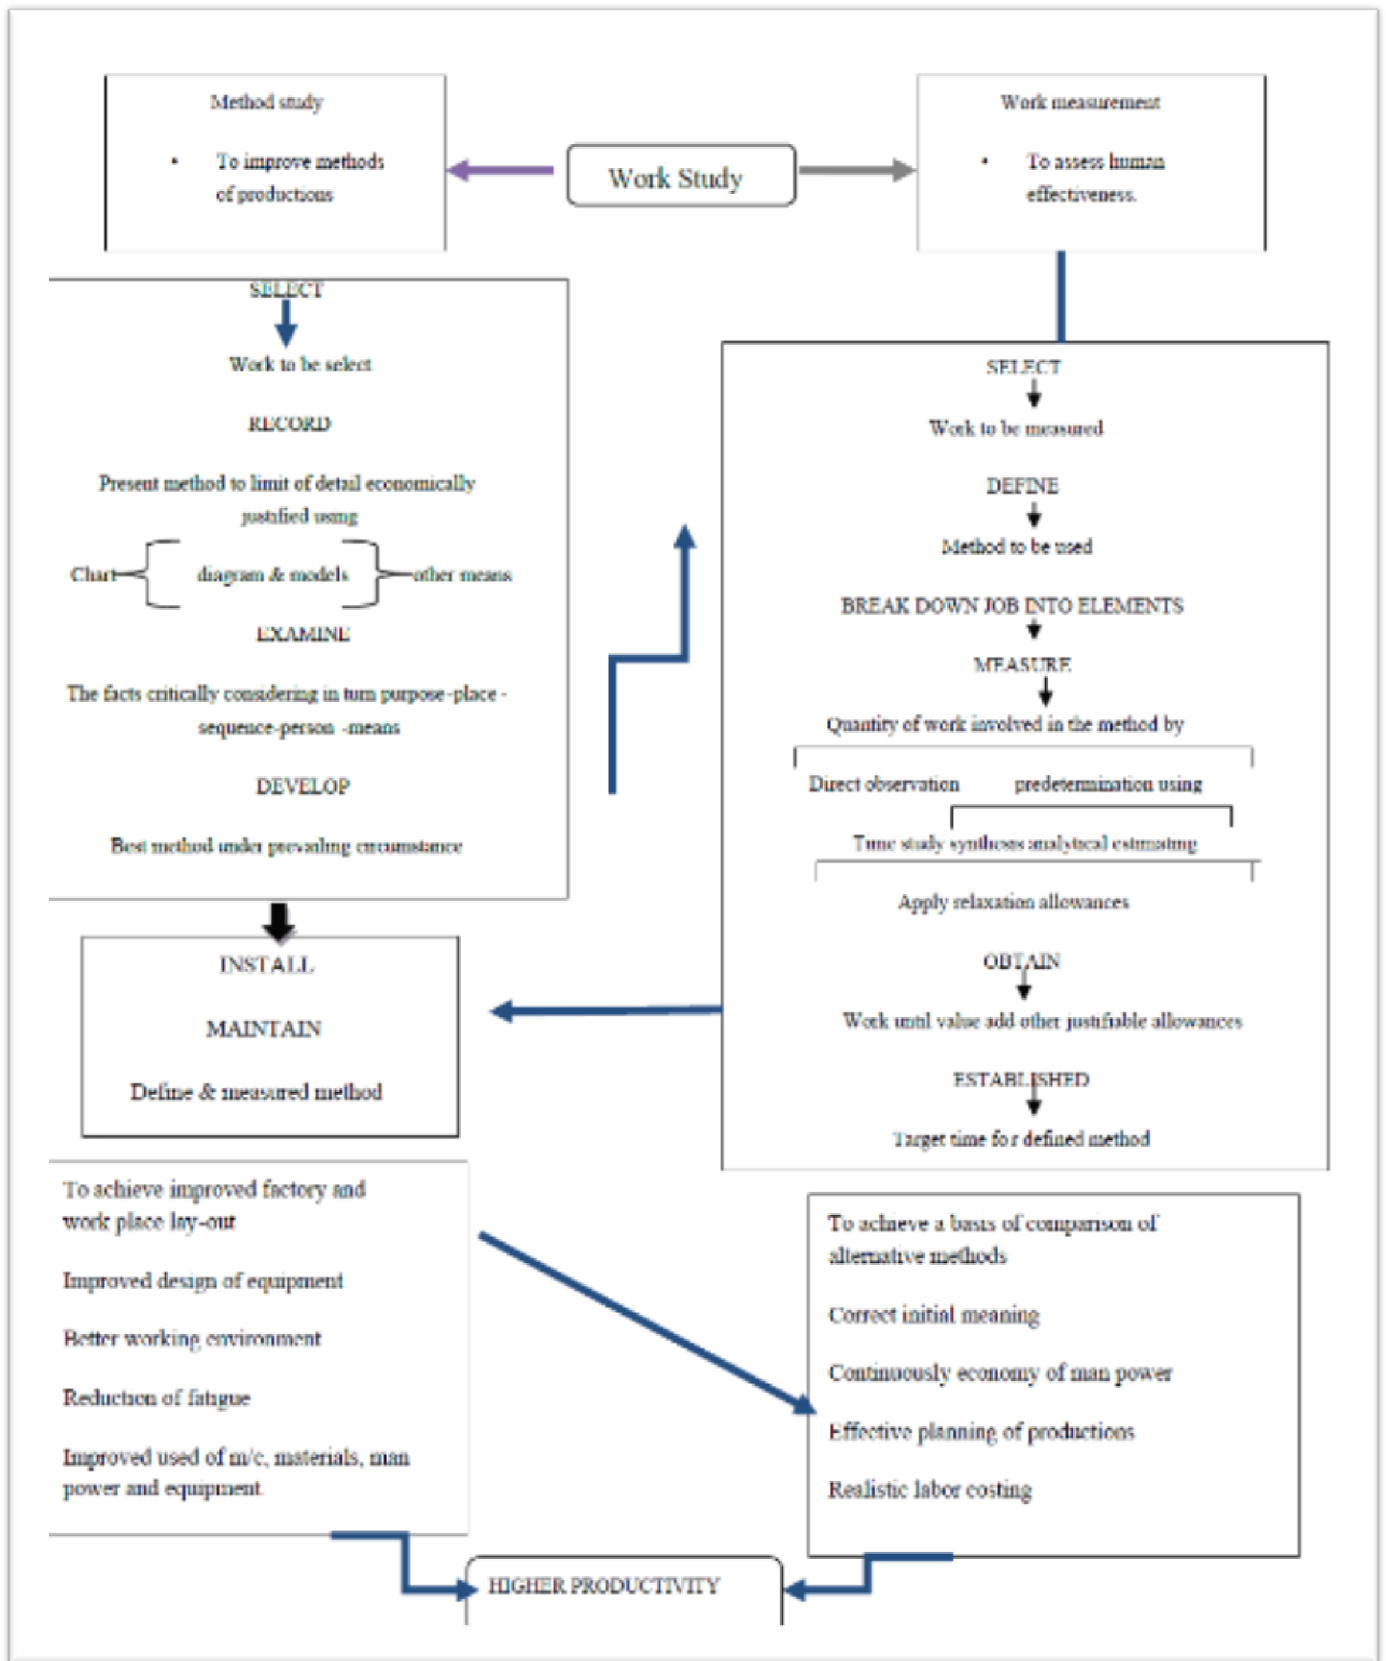 Method study
• To improve methods
of productions
Work Study
Work measurement
• To assess human
effectiveness.
SELECT
Work to be select
RECORD
Present method to limit of detail economically
justified using
Chart diagram & models other means
EXAMINE
The facts critically considering in turn purpose-place -
sequence-person -means
DEVELOP
Best method under prevailing circumstance
INSTALL
MAINTAIN
Define & measured method
SELECT
Work to be measured
DEFINE
Method to be used
BREAK DOWN JOB INTO ELEMENTS
MEASURE
Quantity of work involved in the method by
Direct observation predetermination using
Time study synthesis analytical estimating
Apply relaxation allowances
OBTAIN
Work until value add other justifiable allowances
ESTABLISHED
Target time for defined method
To achieve improved factory and
work place lay-out
Improved design of equipment
Better working environment
Reduction of fatigue
Improved used of m/c, materials, man
power and equipment.
To achieve a basis of comparison of
alternative methods
Correct initial meaning
Continuously economy of man power
Effective planning of productions
Realistic labor costing
HIGHER PRODUCTIVITY